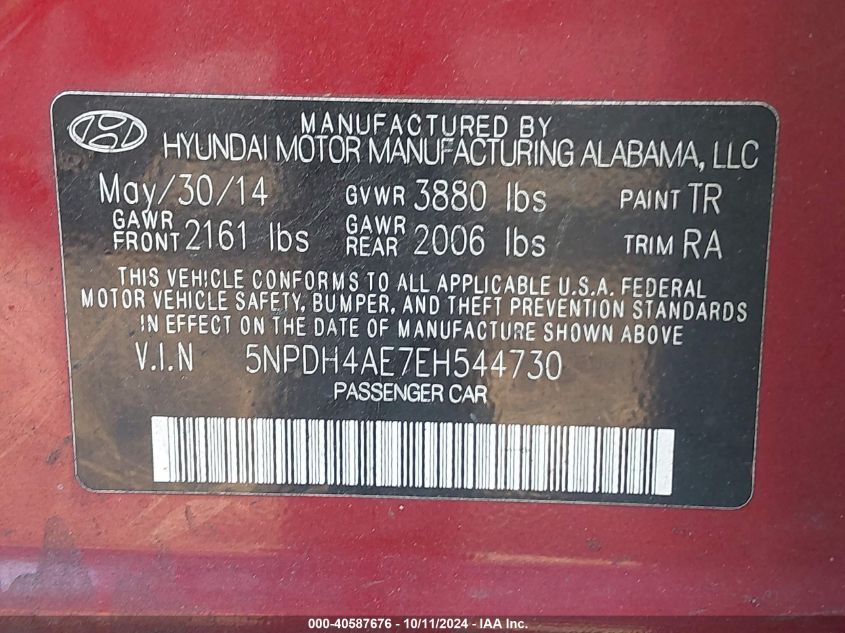 MANUFACTURED BY
HYUNDAI MOTOR MANUFACTURING ALABAMA, LLC
May/30/14 GVWR 3880 lbs PAINT TR
GAWR FRONT 2161 lbs GAWR REAR 2006 lbs TRIM RA
THIS VEHICLE CONFORMS TO ALL APPLICABLE U.S.A. FEDERAL
MOTOR VEHICLE SAFETY, BUMPER, AND THEFT PREVENTION STANDARDS
IN EFFECT ON THE DATE OF MANUFACTURE SHOWN ABOVE
V.I.N 5NPDH4AE7EH544730
PASSENGER CAR
000-40587676 - 10/11/2024 - IAA Inc.